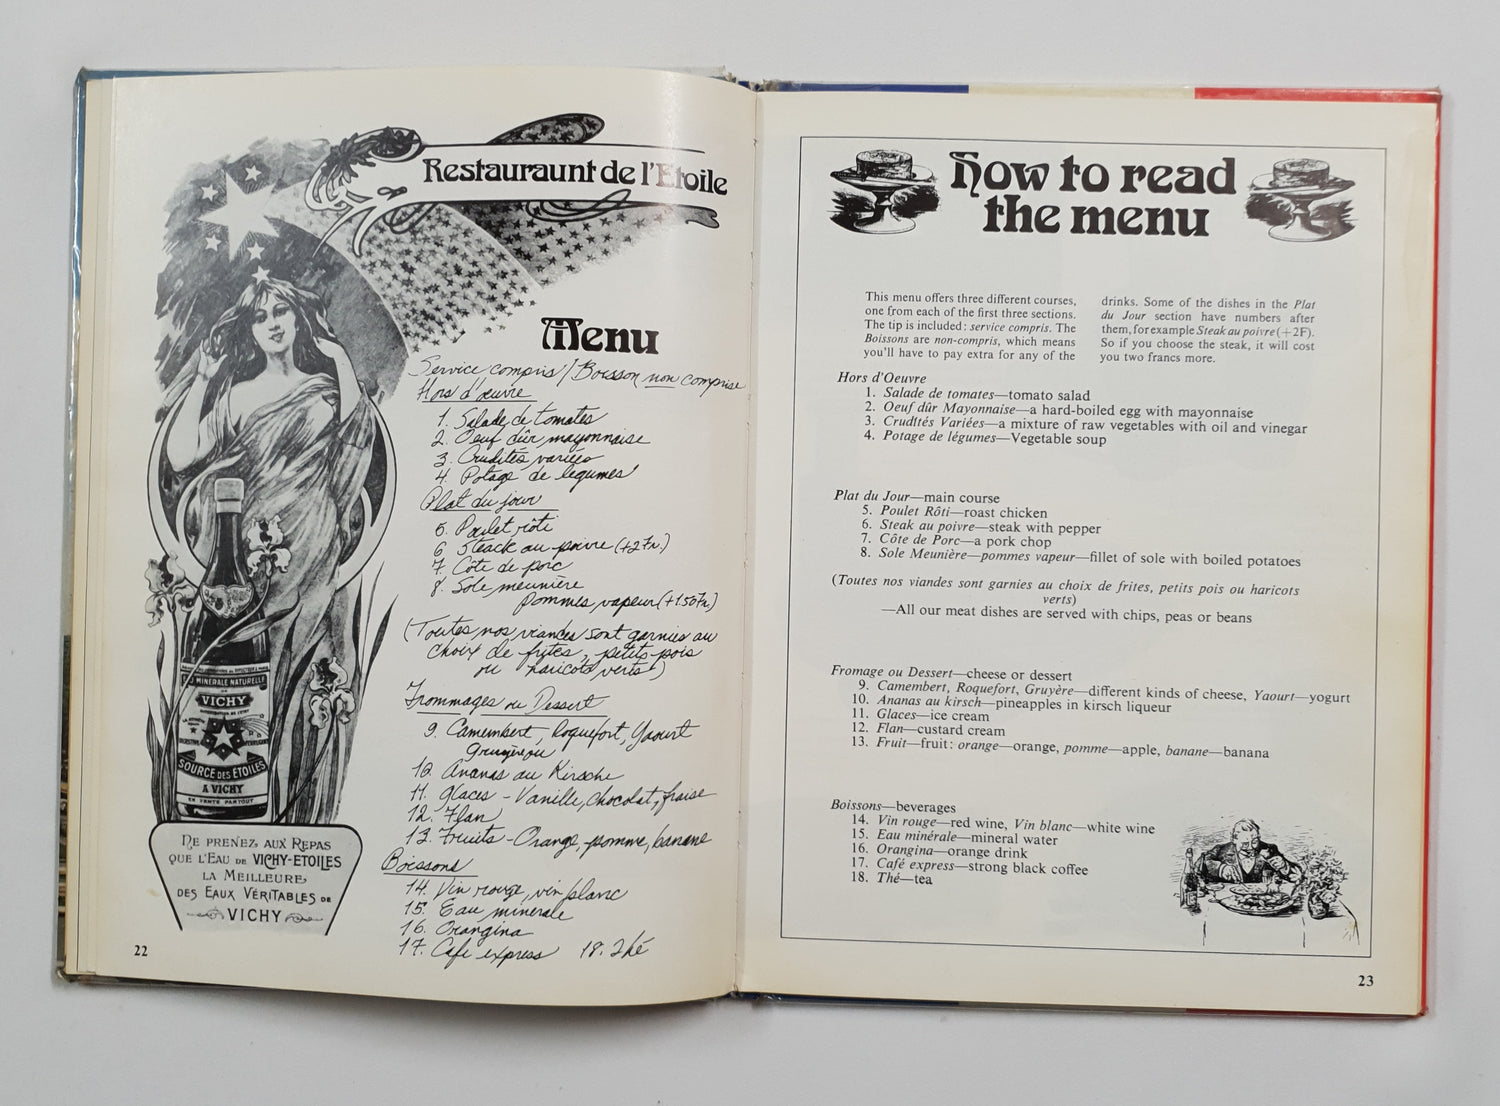 Restauraunt de l'Etoile
Menu
Service compris / Boisson non comprise
Hors d'œuvre
1. Salade de tomates
2. Oeuf dûr mayonnaise
3. Crudités variées
4. Potage de légumes
Plat du jour
5. Poulet rôti
6 Steack au poivre (+2 Fr.)
7. Côte de porc
8. Sole meunière
Pommes vapeur (+1.50 Fr.)
(Toutes nos viandes sont garnies au
choix de frites, petits pois
ou haricots verts)
Frommages ou Dessert
9. Camembert, Roquefort, Yaourt
10. Ananas au Kirsche
11. Glaces - Vanille, chocolat, fraise
12. Flan
13. Fruits - Orange, pomme, banane
Boissons
14. Vin rouge, vin blanc
15. Eau minérale
16. Orangina
17. Cafe express 18. Thé
EAU MINÉRALE NATURELLE
DE
VICHY
SOURCE DES ETOILES
A VICHY
EN VENTE PARTOUT
NE PRENEZ AUX REPAS
QUE L'EAU DE VICHY-ETOILES
LA MEILLEURE
DES EAUX VÉRITABLES DE
VICHY
22
how to read
the menu
This menu offers three different courses,
one from each of the first three sections.
The tip is included: service compris. The
Boissons are non-compris, which means
you'll have to pay extra for any of the
drinks. Some of the dishes in the Plat
du Jour section have numbers after
them, for example Steak au poivre (+2F).
So if you choose the steak, it will cost
you two francs more.
Hors d'Oeuvre
1. Salade de tomates—tomato salad
2. Oeuf dûr Mayonnaise—a hard-boiled egg with mayonnaise
3. Crudités Variées—a mixture of raw vegetables with oil and vinegar
4. Potage de légumes—Vegetable soup
Plat du Jour—main course
5. Poulet Rôti—roast chicken
6. Steak au poivre—steak with pepper
7. Côte de Porc—a pork chop
8. Sole Meunière—pommes vapeur—fillet of sole with boiled potatoes
(Toutes nos viandes sont garnies au choix de frites, petits pois ou haricots
verts)
—All our meat dishes are served with chips, peas or beans
Fromage ou Dessert—cheese or dessert
9. Camembert, Roquefort, Gruyère—different kinds of cheese, Yaourt—yogurt
10. Ananas au kirsch—pineapples in kirsch liqueur
11. Glaces—ice cream
12. Flan—custard cream
13. Fruit—fruit: orange—orange, pomme—apple, banane—banana
Boissons—beverages
14. Vin rouge—red wine, Vin blanc—white wine
15. Eau minérale—mineral water
16. Orangina—orange drink
17. Café express—strong black coffee
18. Thé—tea
23